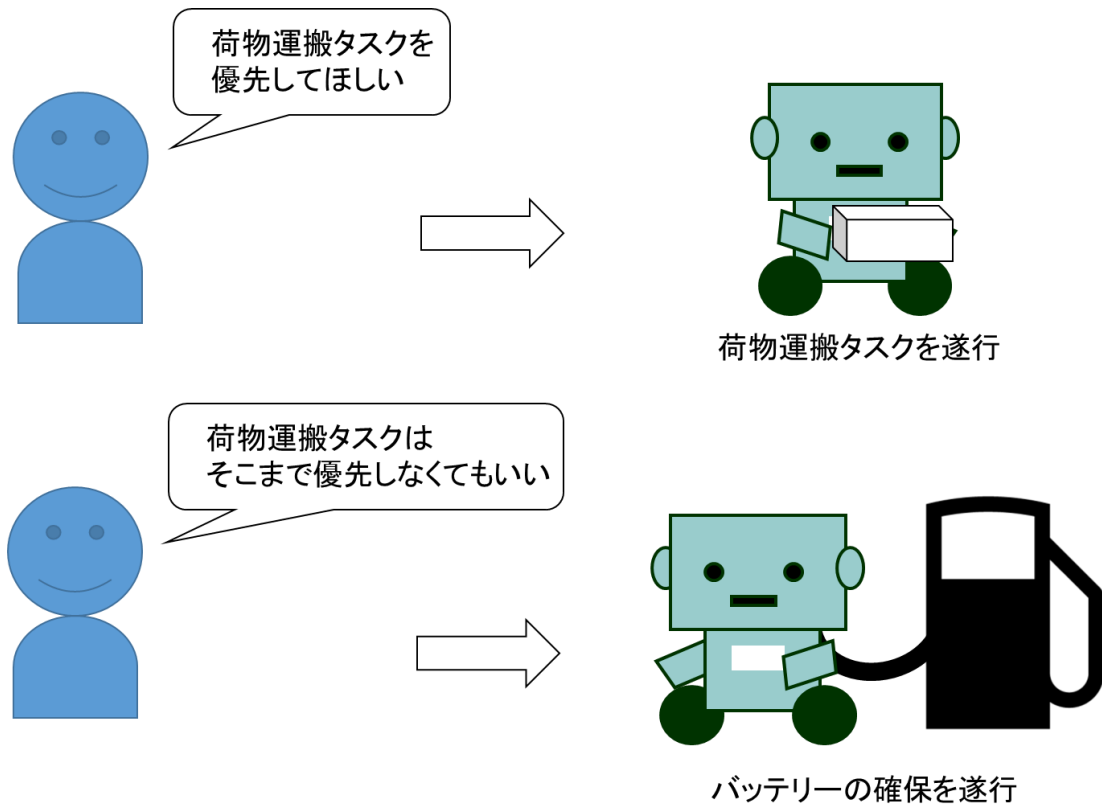 荷物運搬タスクを
優先してほしい
荷物運搬タスクを遂行
荷物運搬タスクは
そこまで優先しなくてもいい
バッテリーの確保を遂行